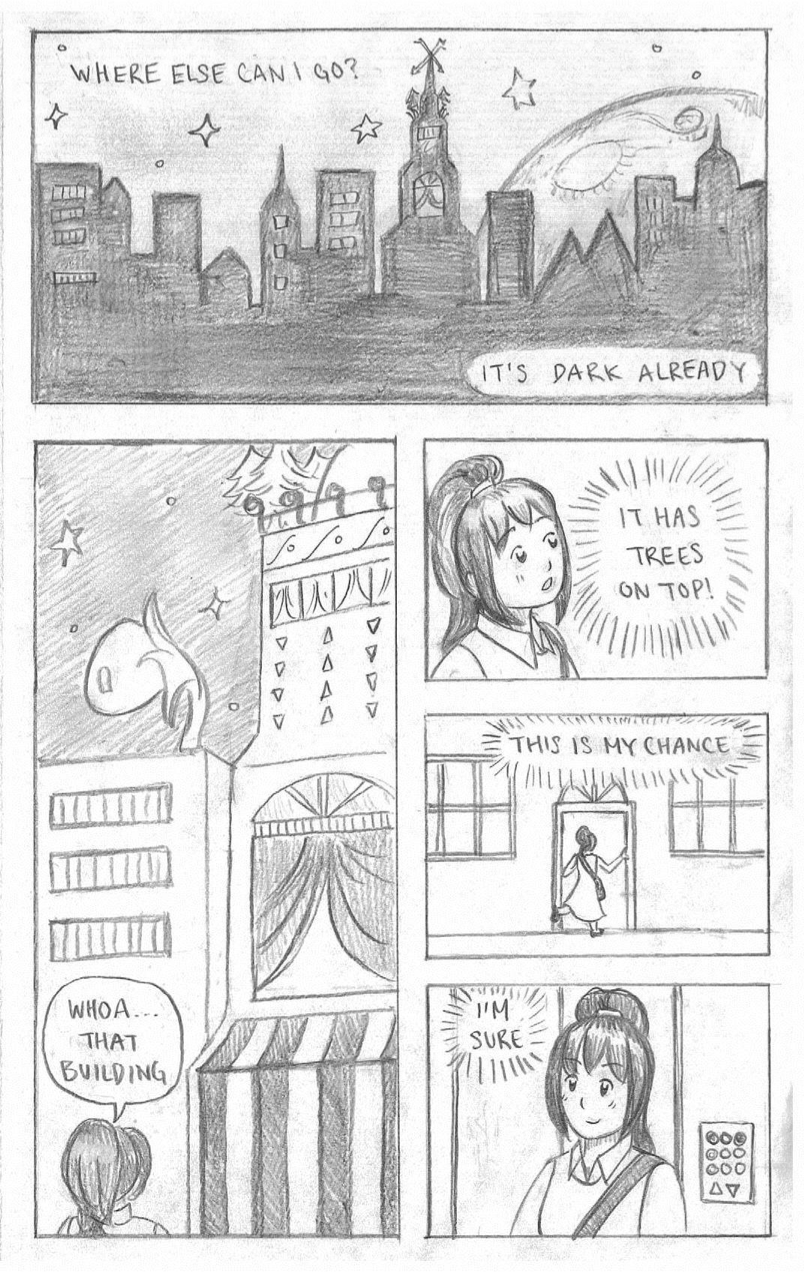 WHERE ELSE CAN I GO?
IT'S DARK ALREADY
WHOA...
THAT
BUILDING
IT HAS
TREES
ON TOP!
THIS IS MY CHANCE
I'M
SURE